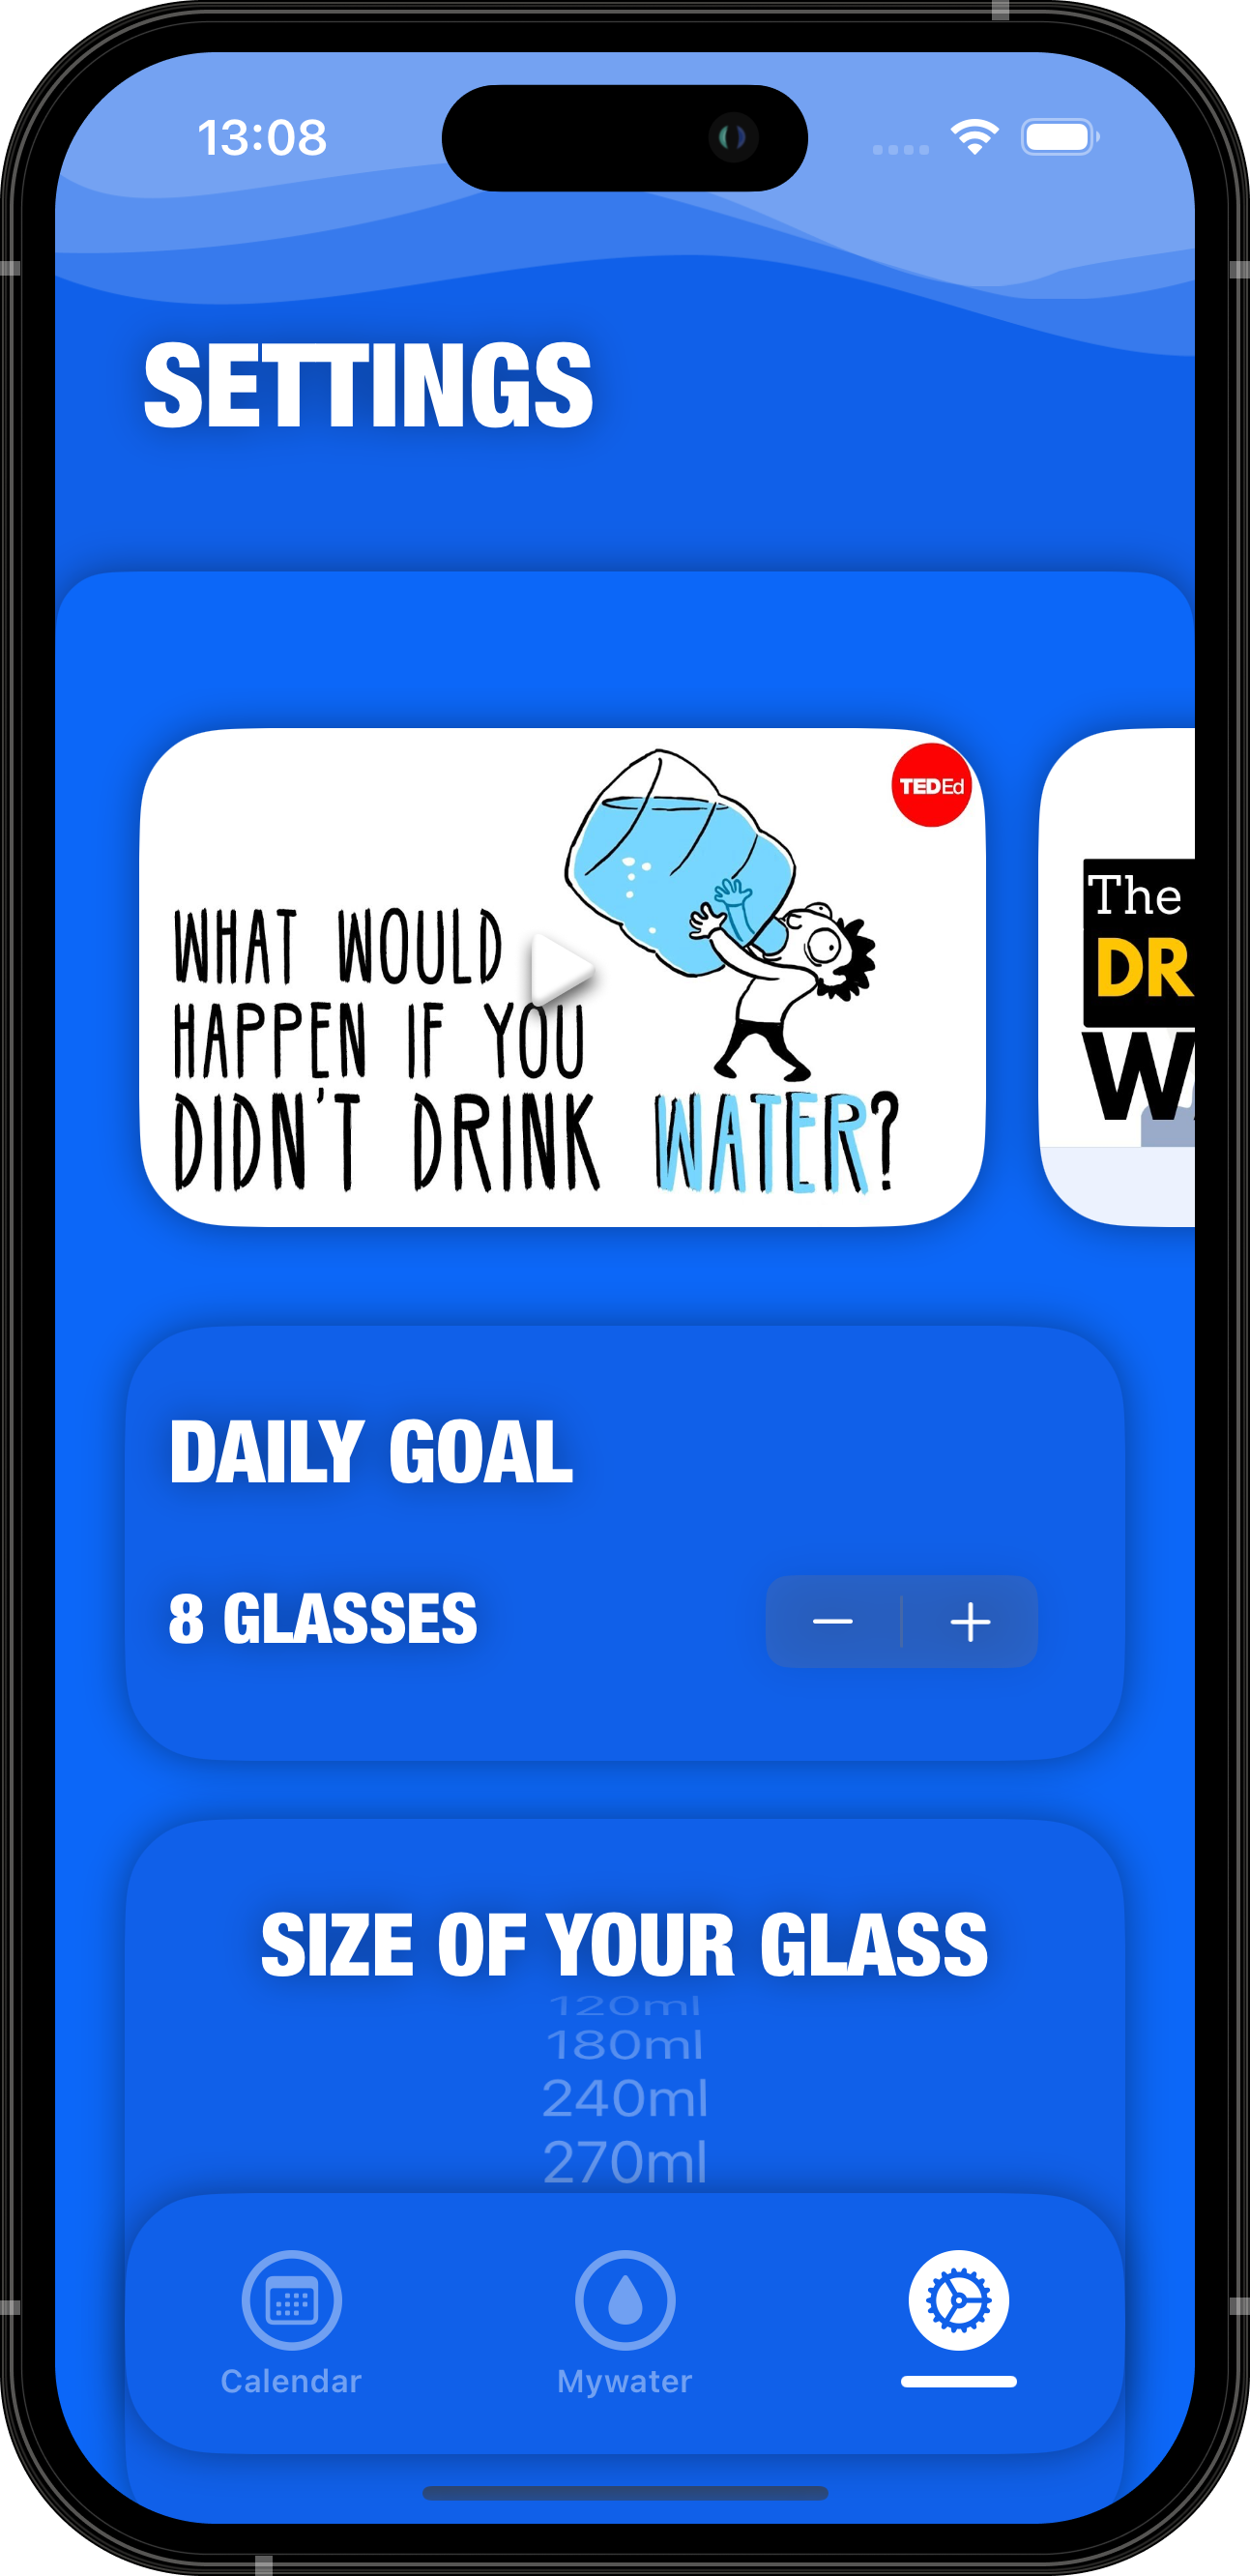 13:08
SETTINGS
TEDEd
WHAT WOULD
HAPPEN IF YOU
DIDN'T DRINK WATER?
The
DR
W
DAILY GOAL
8 GLASSES
SIZE OF YOUR GLASS
120ml
180ml
240ml
270ml
Calendar
Mywater